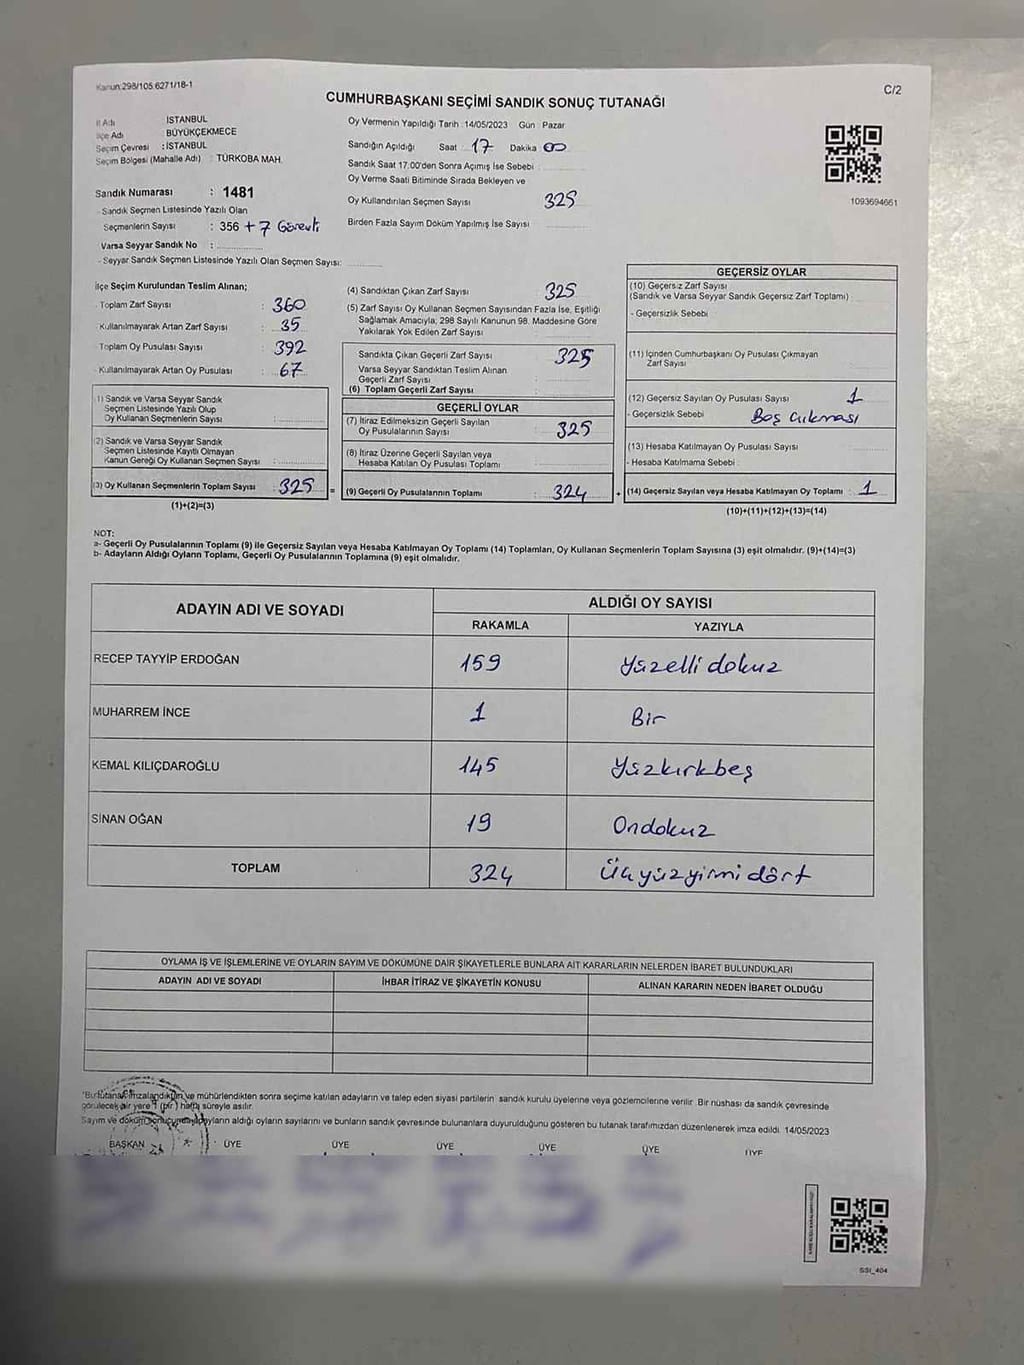 Kanun:298/105 6271/18-1
C/2
CUMHURBAŞKANI SEÇİMİ SANDIK SONUÇ TUTANAĞI
İl Adı İSTANBUL
İlçe Adı BÜYÜKÇEKMECE
Seçim Çevresi : İSTANBUL
Seçim Bölgesi (Mahalle Adı) : TÜRKOBA MAH.
Sandık Numarası : 1481
- Sandık Seçmen Listesinde Yazılı Olan
Seçmenlerin Sayısı : 356 + 7 Görevli
Varsa Seyyar Sandık No :
- Seyyar Sandık Seçmen Listesinde Yazılı Olan Seçmen Sayısı:
Oy Vermenin Yapıldığı Tarih :14/05/2023 Gün : Pazar
Sandığın Açıldığı Saat 17 Dakika 00
Sandık Saat 17.00'den Sonra Açımış İse Sebebi
Oy Verme Saati Bitiminde Sırada Bekleyen ve
Oy Kullandırılan Seçmen Sayısı 325
Birden Fazla Sayım Döküm Yapılmış İse Sayısı
1093694661
İlçe Seçim Kurulundan Teslim Alınan;
- Toplam Zarf Sayısı : 360
- Kullanılmayarak Artan Zarf Sayısı : 35
- Toplam Oy Pusulası Sayısı : 392
- Kullanılmayarak Artan Oy Pusulası : 67
(1) Sandık ve Varsa Seyyar Sandık
Seçmen Listesinde Yazılı Olup
Oy Kullanan Seçmenlerin Sayısı
(2) Sandık ve Varsa Seyyar Sandık
Seçmen Listesinde Kayıtlı Olmayan
Kanun Gereği Oy Kullanan Seçmen Sayısı
(3) Oy Kullanan Seçmenlerin Toplam Sayısı : 325
(1)+(2)=(3)
(4) Sandıktan Çıkan Zarf Sayısı 325
(5) Zarf Sayısı Oy Kullanan Seçmen Sayısından Fazla İse, Eşitliği
Sağlamak Amacıyla, 298 Sayılı Kanunun 98. Maddesine Göre
Yakılarak Yok Edilen Zarf Sayısı
Sandıkta Çıkan Geçerli Zarf Sayısı 325
Varsa Seyyar Sandıktan Teslim Alınan
Geçerli Zarf Sayısı
(6) Toplam Geçerli Zarf Sayısı
GEÇERLİ OYLAR
(7) İtiraz Edilmeksizin Geçerli Sayılan
Oy Pusulalarının Sayısı 325
(8) İtiraz Üzerine Geçerli Sayılan veya
Hesaba Katılan Oy Pusulası Toplamı
= (9) Geçerli Oy Pusulalarının Toplamı 324
GEÇERSİZ OYLAR
(10) Geçersiz Zarf Sayısı
(Sandık ve Varsa Seyyar Sandık Geçersiz Zarf Toplamı)
- Geçersizlik Sebebi
(11) İçinden Cumhurbaşkanı Oy Pusulası Çıkmayan
Zarf Sayısı
(12) Geçersiz Sayılan Oy Pusulası Sayısı : 1
- Geçersizlik Sebebi Boş çıkması
(13) Hesaba Katılmayan Oy Pusulası Sayısı
- Hesaba Katılmama Sebebi
+ (14) Geçersiz Sayılan veya Hesaba Katılmayan Oy Toplamı : 1
(10)+(11)+(12)+(13)=(14)
NOT:
a- Geçerli Oy Pusulalarının Toplamı (9) ile Geçersiz Sayılan veya Hesaba Katılmayan Oy Toplamı (14) Toplamları, Oy Kullanan Seçmenlerin Toplam Sayısına (3) eşit olmalıdır. (9)+(14)=(3)
b- Adayların Aldığı Oyların Toplamı, Geçerli Oy Pusulalarının Toplamına (9) eşit olmalıdır.
ADAYIN ADI VE SOYADI ALDIĞI OY SAYISI
RAKAMLA YAZIYLA
RECEP TAYYİP ERDOĞAN 159 Yüzelli dokuz
MUHARREM İNCE 1 Bir
KEMAL KILIÇDAROĞLU 145 Yüzkırkbeş
SİNAN OĞAN 19 Ondokuz
TOPLAM 324 Üçyüzyirmi dört
OYLAMA İŞ VE İŞLEMLERİNE VE OYLARIN SAYIM VE DÖKÜMÜNE DAİR ŞİKAYETLERLE BUNLARA AİT KARARLARIN NELERDEN İBARET BULUNDUKLARI
ADAYIN ADI VE SOYADI İHBAR İTİRAZ VE ŞİKAYETİN KONUSU ALINAN KARARIN NEDEN İBARET OLDUĞU
*Bu tutanak imzalandıktan ve mühürlendikten sonra seçime katılan adayların ve talep eden siyasi partilerin sandık kurulu üyelerine veya gözlemcilerine verilir. Bir nüshası da sandık çevresinde
görülecek bir yere 1 (bir) hafta süreyle asılır.
Sayım ve döküm sonucunda adayların aldığı oyların sayılarını ve bunların sandık çevresinde bulunanlara duyurulduğunu gösteren bu tutanak tarafımızdan düzenlenerek imza edildi. 14/05/2023
BAŞKAN ÜYE ÜYE ÜYE ÜYE ÜYE ÜYE
SSI_404